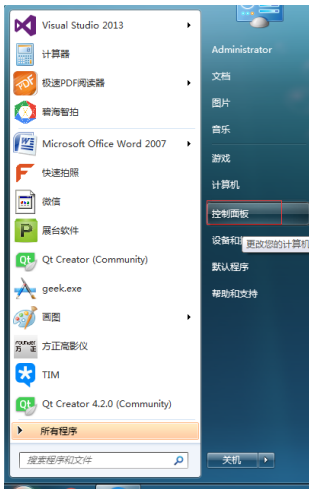 Visual Studio 2013
计算器
极速PDF阅读器
碧海智拍
Microsoft Office Word 2007
快速拍照
微信
展台软件
Qt Creator (Community)
geek.exe
画图
方正高影仪
TIM
Qt Creator 4.2.0 (Community)
所有程序
搜索程序和文件
Administrator
文档
图片
音乐
游戏
计算机
控制面板
设备和
更改您的计算机
默认程序
帮助和支持
关机